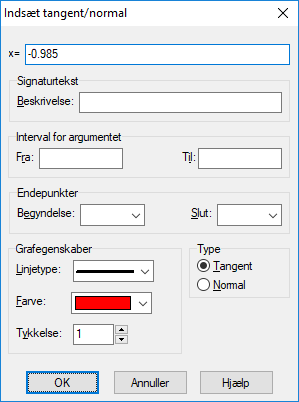 Indsæt tangent/normal
x= -0.985
Signaturtekst
Beskrivelse:
Interval for argumentet
Fra: Til:
Endepunkter
Begyndelse: Slut:
Grafegenskaber
Linjetype:
Farve:
Tykkelse: 1
Type
Tangent
Normal
OK Annuller Hjælp